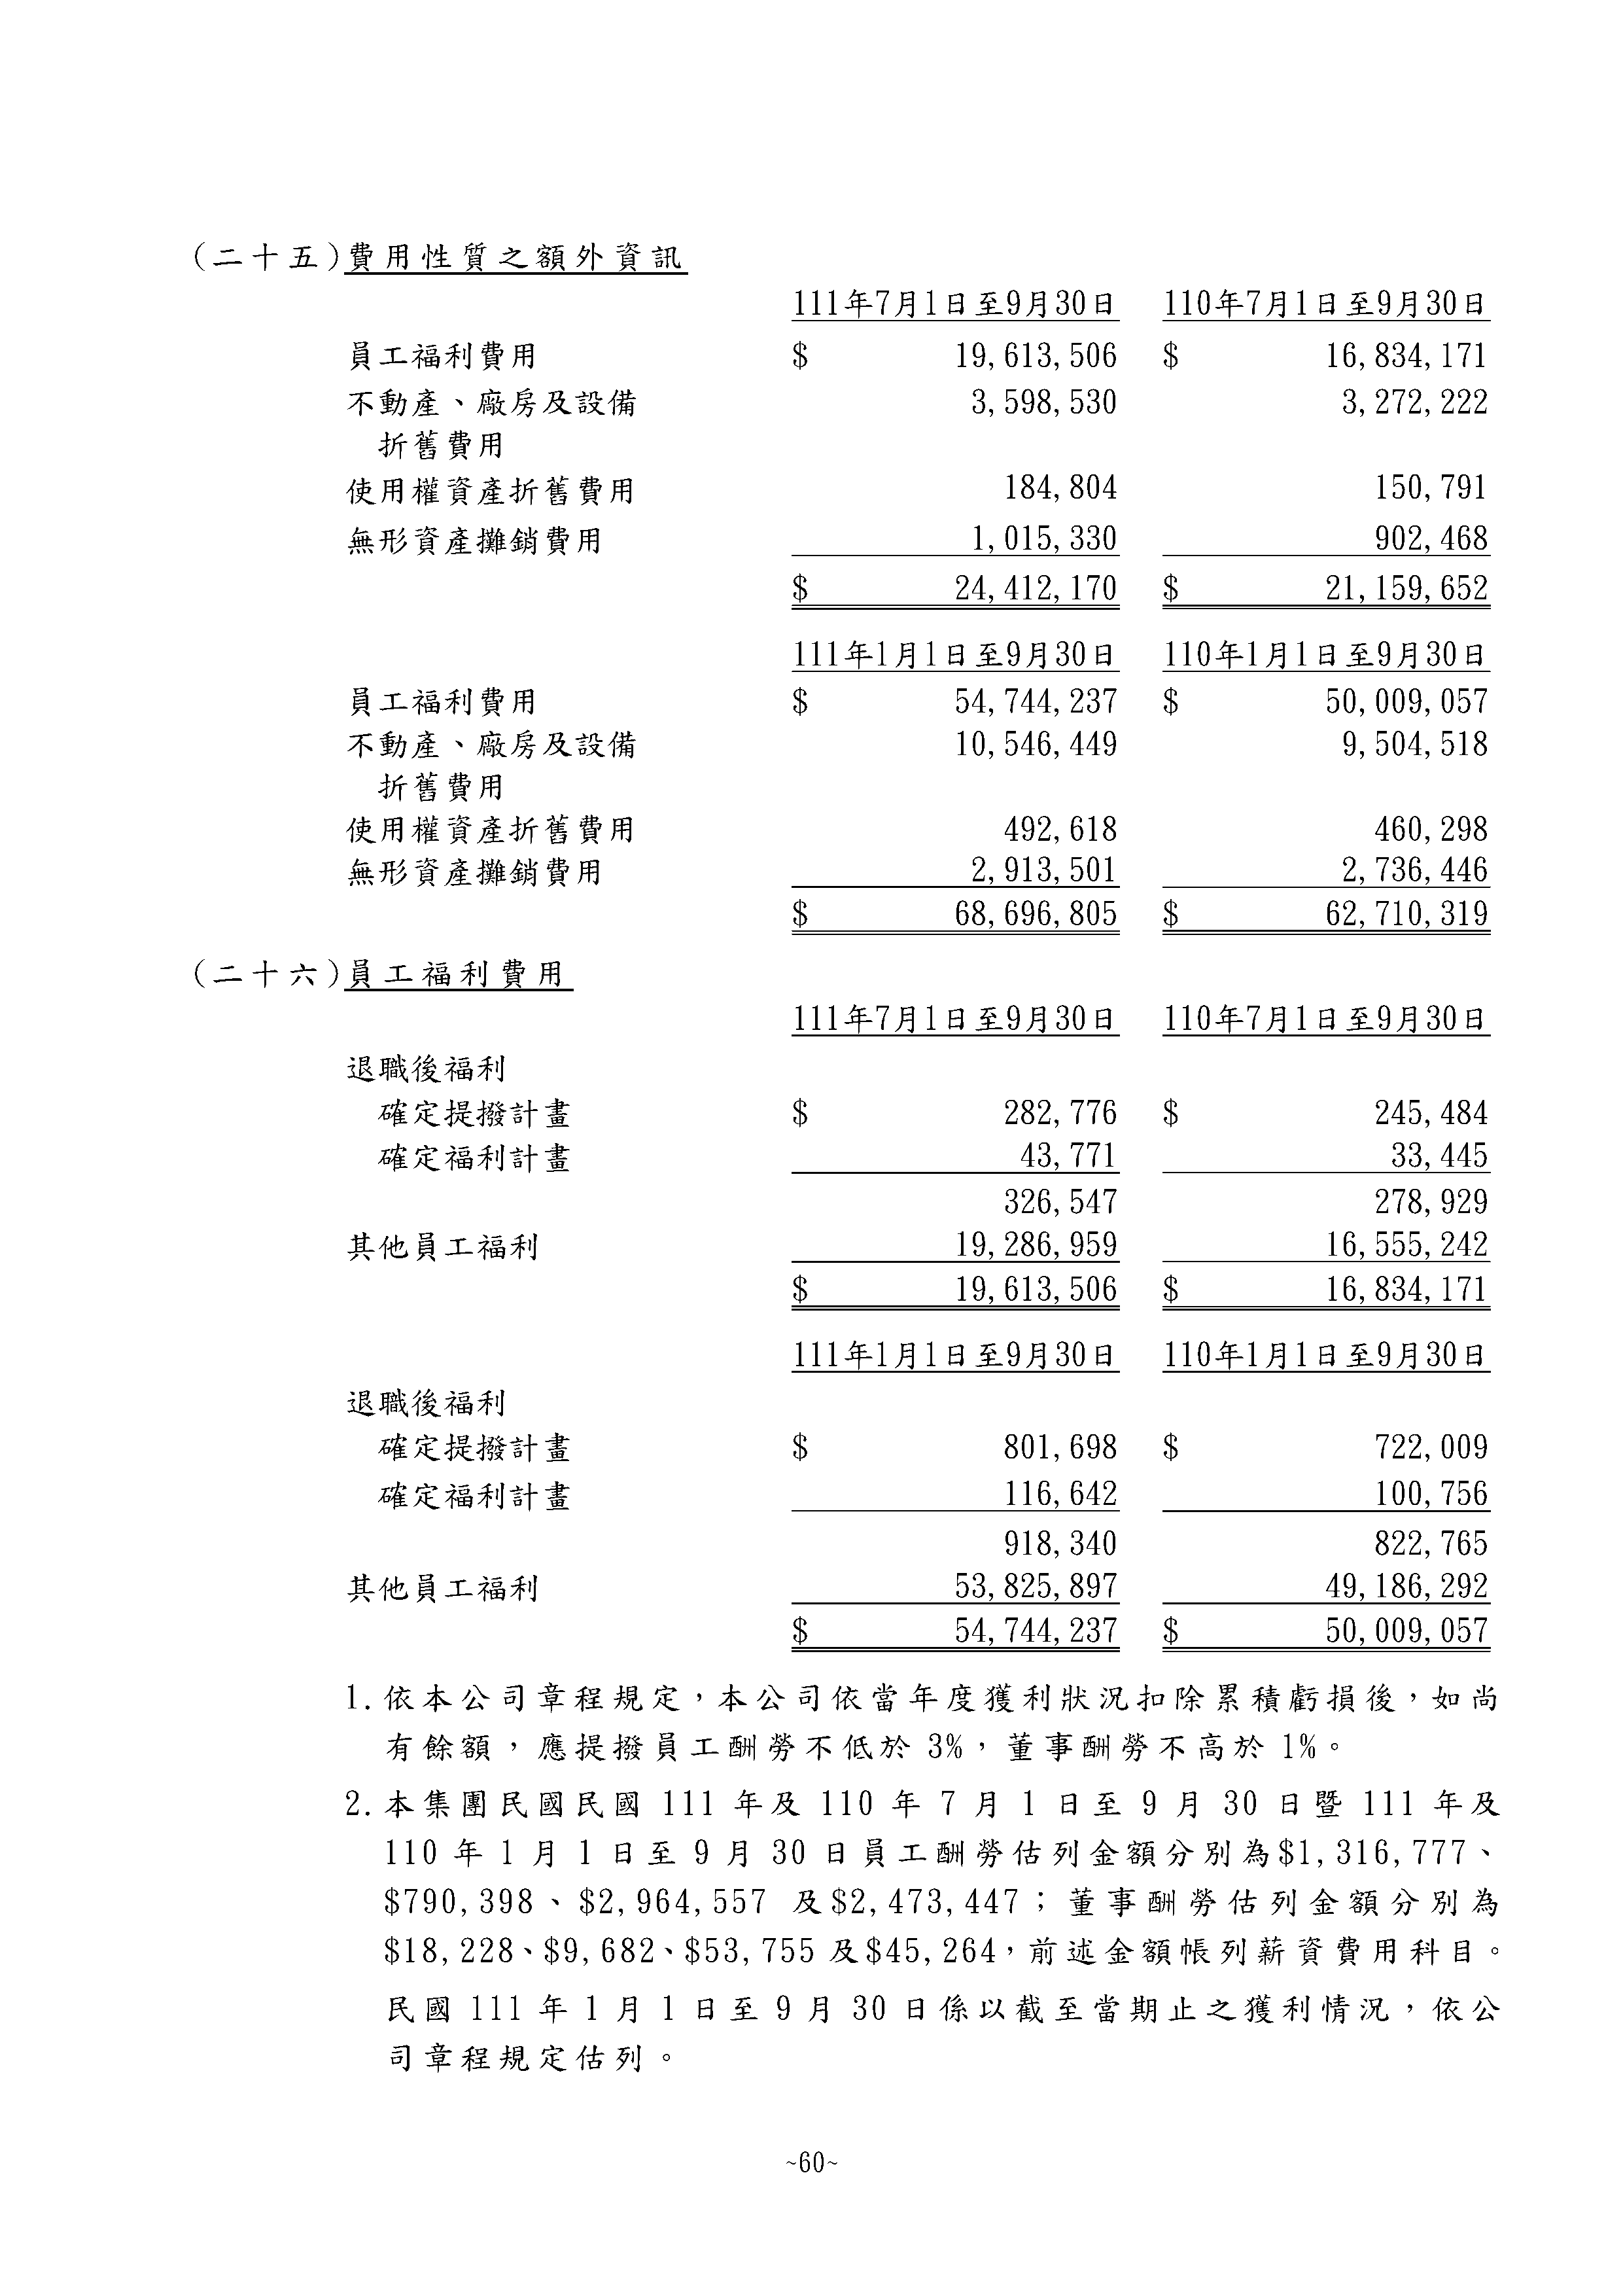 (二十五)費用性質之額外資訊
111年7月1日至9月30日 110年7月1日至9月30日
員工福利費用 $ 19,613,506 $ 16,834,171
不動產、廠房及設備 3,598,530 3,272,222
折舊費用
使用權資產折舊費用 184,804 150,791
無形資產攤銷費用 1,015,330 902,468
$ 24,412,170 $ 21,159,652
111年1月1日至9月30日 110年1月1日至9月30日
員工福利費用 $ 54,744,237 $ 50,009,057
不動產、廠房及設備 10,546,449 9,504,518
折舊費用
使用權資產折舊費用 492,618 460,298
無形資產攤銷費用 2,913,501 2,736,446
$ 68,696,805 $ 62,710,319
(二十六)員工福利費用
111年7月1日至9月30日 110年7月1日至9月30日
退職後福利
確定提撥計畫 $ 282,776 $ 245,484
確定福利計畫 43,771 33,445
326,547 278,929
其他員工福利 19,286,959 16,555,242
$ 19,613,506 $ 16,834,171
111年1月1日至9月30日 110年1月1日至9月30日
退職後福利
確定提撥計畫 $ 801,698 $ 722,009
確定福利計畫 116,642 100,756
918,340 822,765
其他員工福利 53,825,897 49,186,292
$ 54,744,237 $ 50,009,057
1.依本公司章程規定，本公司依當年度獲利狀況扣除累積虧損後，如尚
有餘額，應提撥員工酬勞不低於 3%，董事酬勞不高於 1%。
2.本集團民國民國 111 年及 110 年 7 月 1 日至 9 月 30 日暨 111 年及
110 年 1 月 1 日至 9 月 30 日員工酬勞估列金額分別為$1,316,777、
$790,398、$2,964,557 及$2,473,447；董事酬勞估列金額分別為
$18,228、$9,682、$53,755 及$45,264，前述金額帳列薪資費用科目。
民國 111 年 1 月 1 日至 9 月 30 日係以截至當期止之獲利情況，依公
司章程規定估列。
~60~